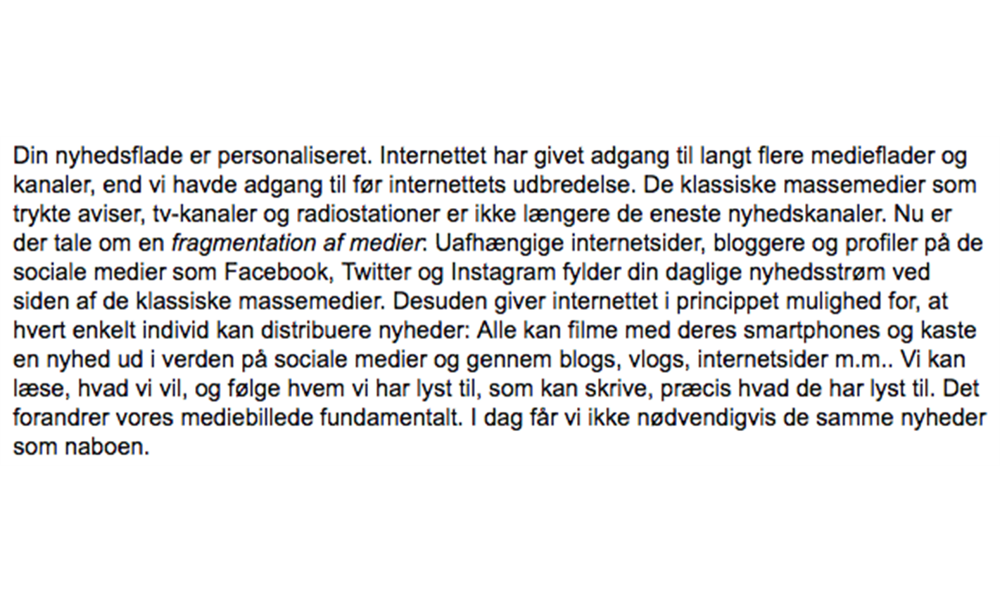 Din nyhedsflade er personaliseret. Internettet har givet adgang til langt flere medieflader og
kanaler, end vi havde adgang til før internettets udbredelse. De klassiske massemedier som
trykte aviser, tv-kanaler og radiostationer er ikke længere de eneste nyhedskanaler. Nu er
der tale om en fragmentation af medier. Uafhængige internetsider, bloggere og profiler på de
sociale medier som Facebook, Twitter og Instagram fylder din daglige nyhedsstrøm ved
siden af de klassiske massemedier. Desuden giver internettet i princippet mulighed for, at
hvert enkelt individ kan distribuere nyheder: Alle kan filme med deres smartphones og kaste
en nyhed ud i verden på sociale medier og gennem blogs, vlogs, internetsider m.m.. Vi kan
læse, hvad vi vil, og følge hvem vi har lyst til, som kan skrive, præcis hvad de har lyst til. Det
forandrer vores mediebillede fundamentalt. I dag får vi ikke nødvendigvis de samme nyheder
som naboen.